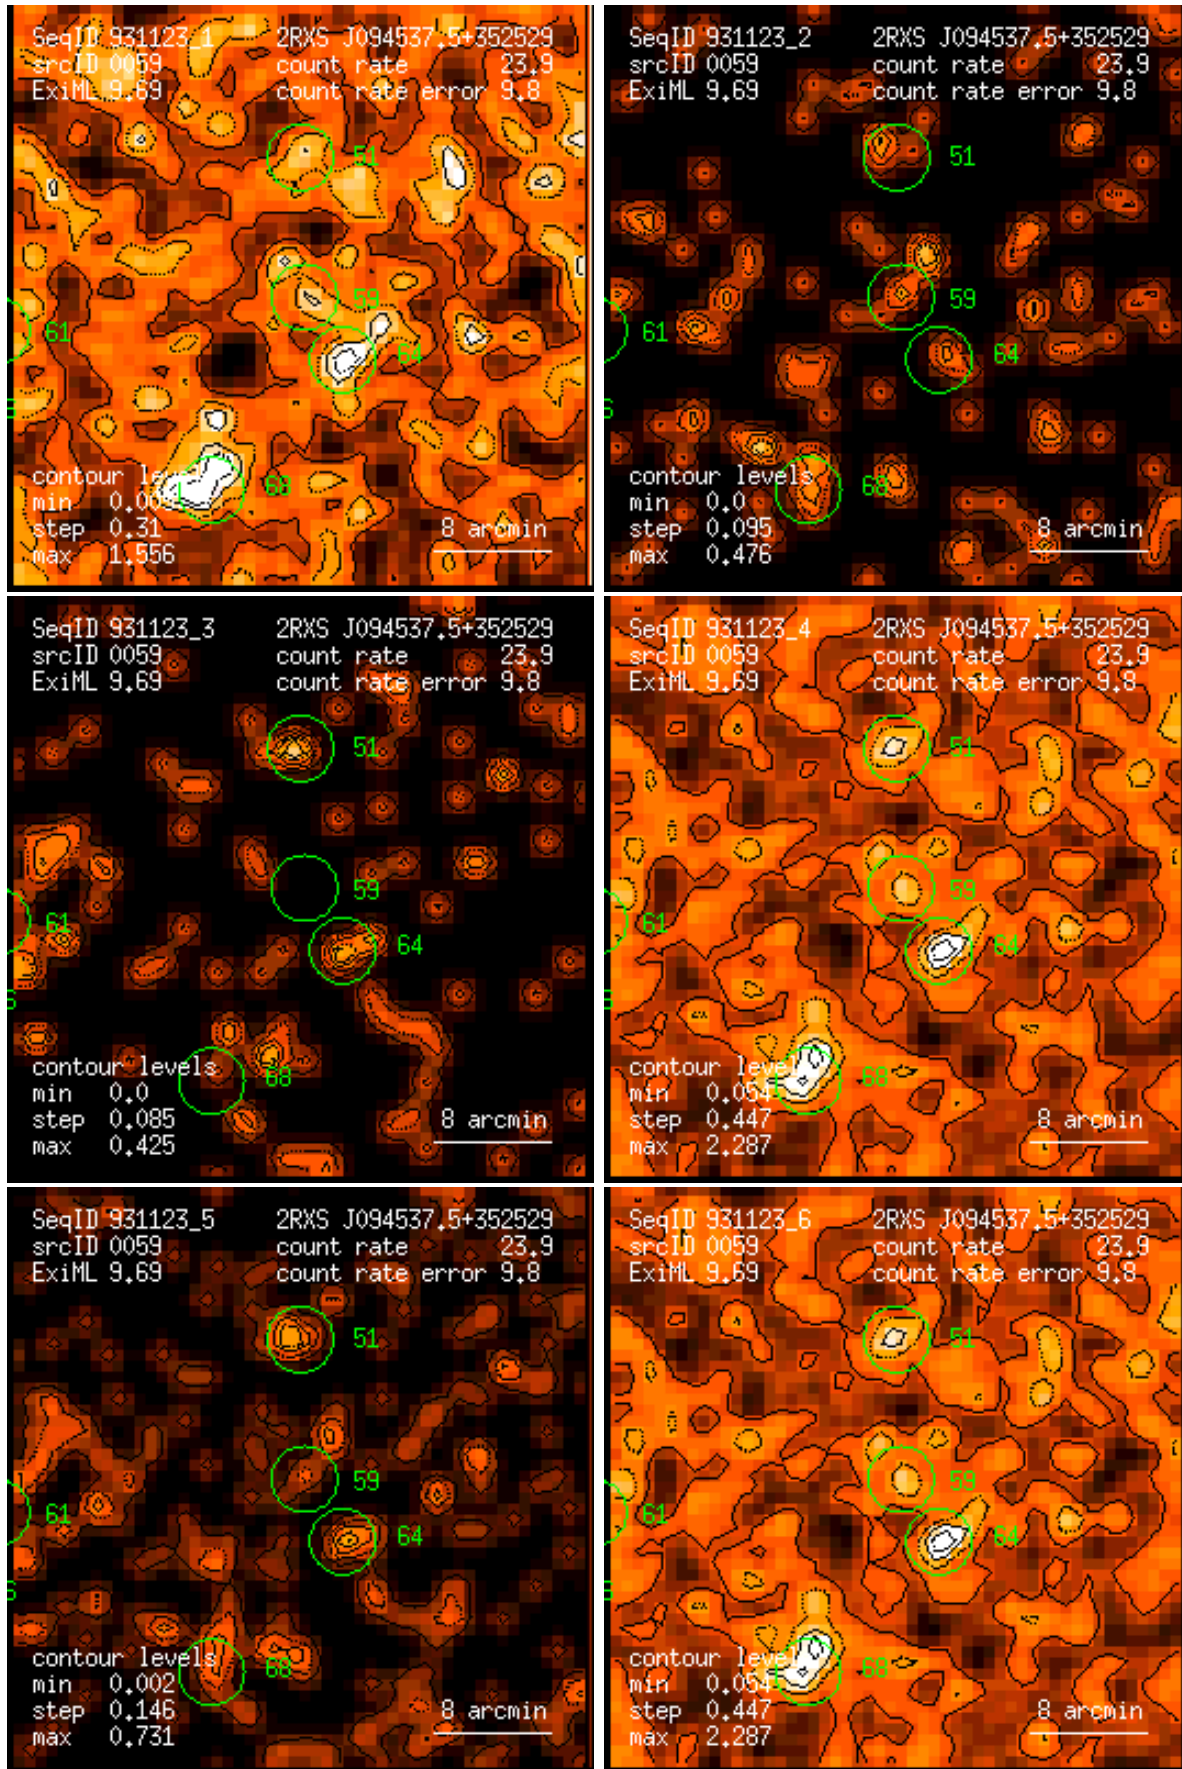 SeqID 931123_1 2RXS J094537.5+352529
srcID 0059 count rate 23.9
ExiML 9.69 count rate error 9.8
51
59
61
64
68
contour levels
min 0.009
step 0.31 8 arcmin
max 1.556
SeqID 931123_2 2RXS J094537.5+352529
srcID 0059 count rate 23.9
ExiML 9.69 count rate error 9.8
51
59
61
64
68
contour levels
min 0.0
step 0.095 8 arcmin
max 0.476
SeqID 931123_3 2RXS J094537.5+352529
srcID 0059 count rate 23.9
ExiML 9.69 count rate error 9.8
51
59
61
64
68
contour levels
min 0.0
step 0.085 8 arcmin
max 0.425
SeqID 931123_4 2RXS J094537.5+352529
srcID 0059 count rate 23.9
ExiML 9.69 count rate error 9.8
51
59
61
64
68
contour levels
min 0.054
step 0.447 8 arcmin
max 2.287
SeqID 931123_5 2RXS J094537.5+352529
srcID 0059 count rate 23.9
ExiML 9.69 count rate error 9.8
51
59
61
64
68
contour levels
min 0.002
step 0.146 8 arcmin
max 0.731
SeqID 931123_6 2RXS J094537.5+352529
srcID 0059 count rate 23.9
ExiML 9.69 count rate error 9.8
51
59
61
64
68
contour levels
min 0.054
step 0.447 8 arcmin
max 2.287